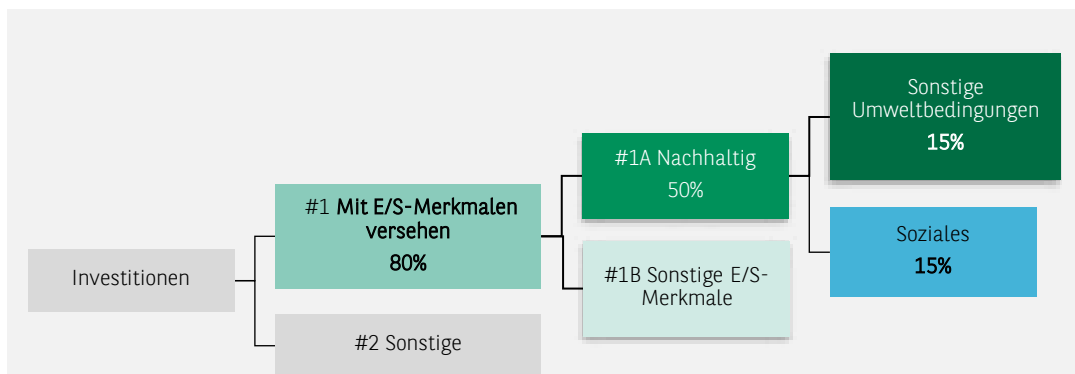 Investitionen
#1 Mit E/S-Merkmalen
versehen
80%
#2 Sonstige
#1A Nachhaltig
50%
#1B Sonstige E/S-
Merkmale
Sonstige
Umweltbedingungen
15%
Soziales
15%